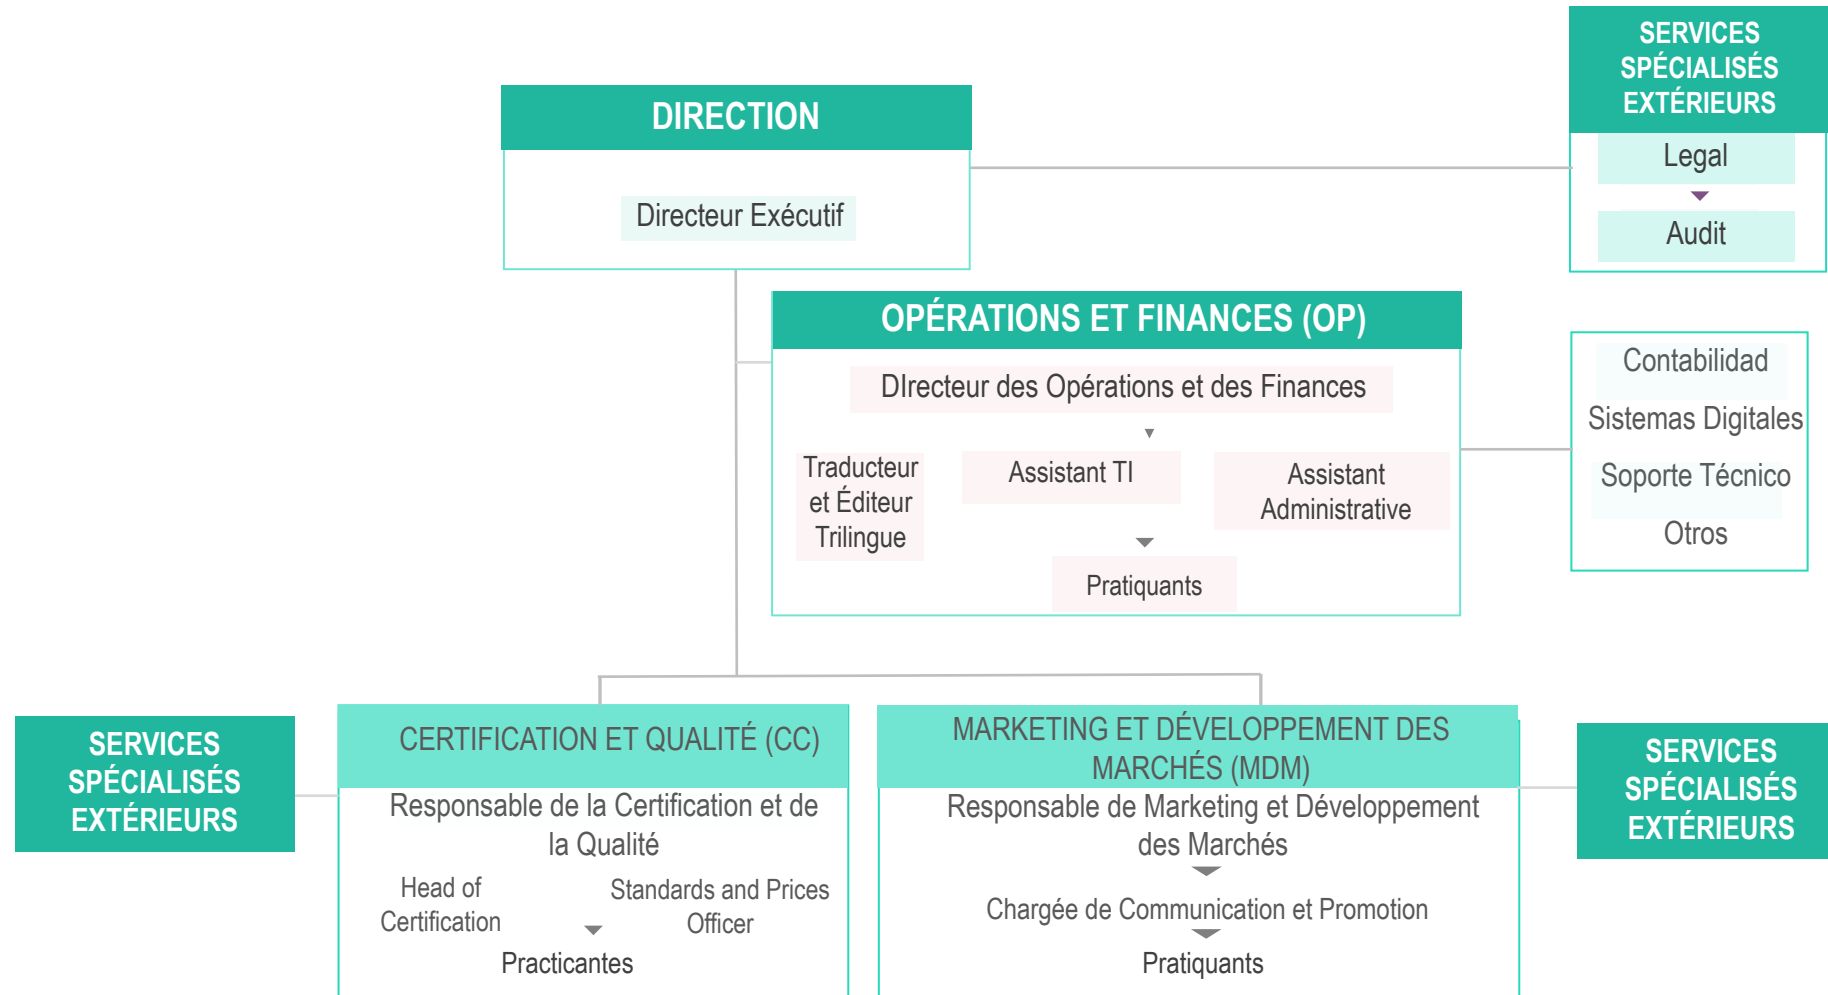 SERVICES
SPÉCIALISÉS
EXTÉRIEURS
Legal
Audit
DIRECTION
Directeur Exécutif
OPÉRATIONS ET FINANCES (OP)
DIrecteur des Opérations et des Finances
Traducteur
et Éditeur
Trilingue
Assistant TI
Assistant
Administrative
Pratiquants
Contabilidad
Sistemas Digitales
Soporte Técnico
Otros
SERVICES
SPÉCIALISÉS
EXTÉRIEURS
CERTIFICATION ET QUALITÉ (CC)
Responsable de la Certification et de
la Qualité
Head of
Certification
Standards and Prices
Officer
Practicantes
MARKETING ET DÉVELOPPEMENT DES
MARCHÉS (MDM)
Responsable de Marketing et Développement
des Marchés
Chargée de Communication et Promotion
Pratiquants
SERVICES
SPÉCIALISÉS
EXTÉRIEURS